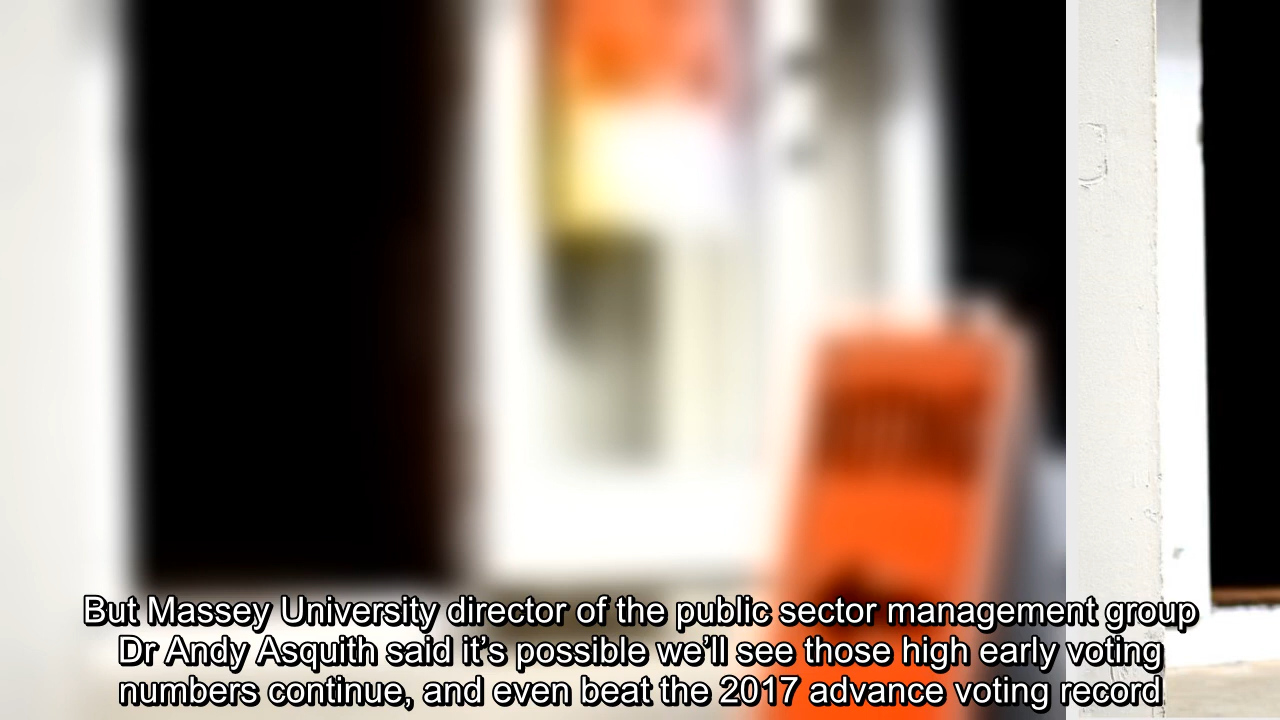 But Massey University director of the public sector management group
Dr Andy Asquith said it’s possible we’ll see those high early voting
numbers continue, and even beat the 2017 advance voting record